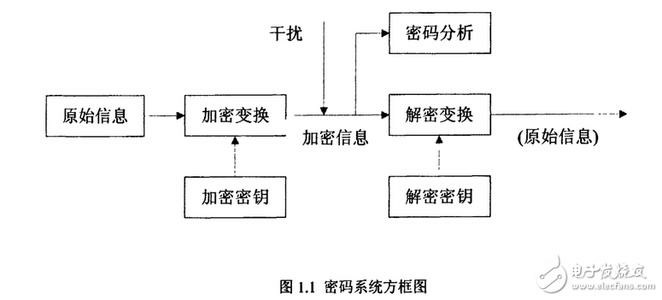 干扰
密码分析
原始信息
加密变换
加密信息
解密变换
(原始信息)
加密密钥
解密密钥
图 1.1 密码系统方框图
电子发烧友
www.elecfans.com